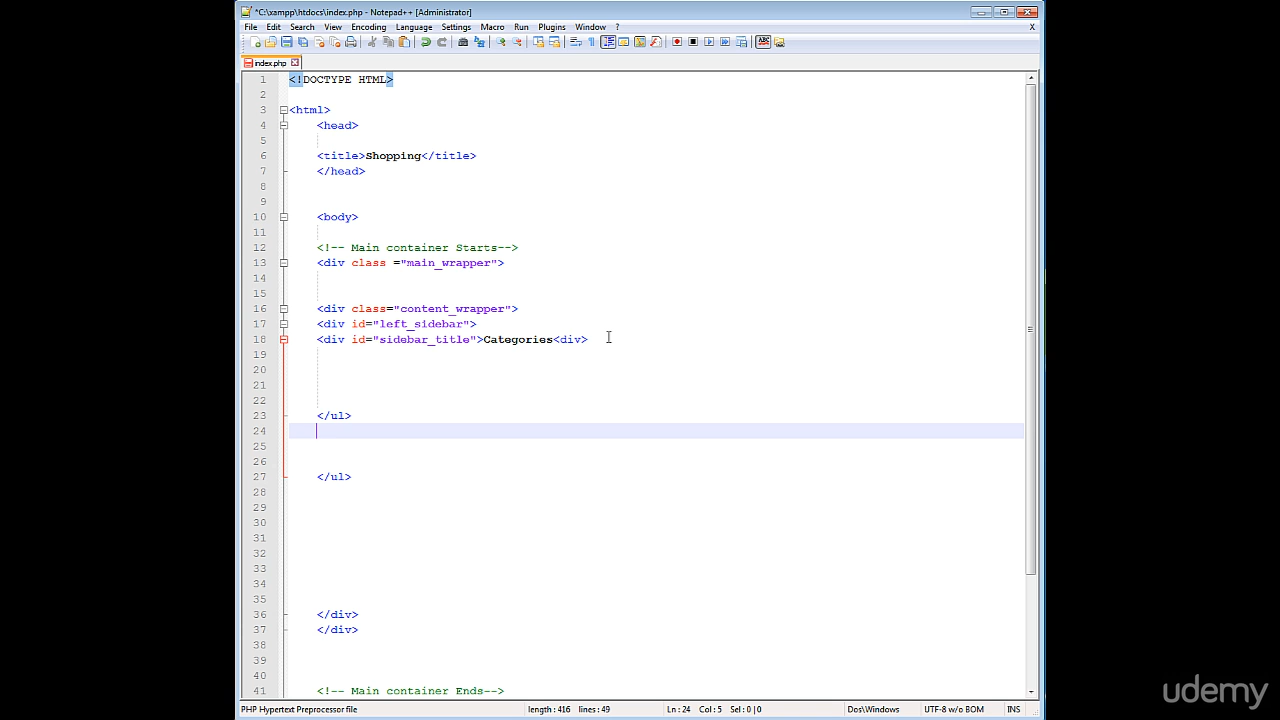 *C:\xampp\htdocs\index.php - Notepad++ [Administrator]
File Edit Search View Encoding Language Settings Macro Run Plugins Window ? X
index.php
1 <!DOCTYPE HTML>
2
3 <html>
4 <head>
5
6 <title>Shopping</title>
7 </head>
8
9
10 <body>
11
12 <!-- Main container Starts-->
13 <div class ="main_wrapper">
14
15
16 <div class="content_wrapper">
17 <div id="left_sidebar">
18 <div id="sidebar_title">Categories<div>
19
20
21
22
23 </ul>
24
25
26
27 </ul>
28
29
30
31
32
33
34
35
36 </div>
37 </div>
38
39
40
41 <!-- Main container Ends-->
PHP Hypertext Preprocessor file length : 416 lines : 49 Ln : 24 Col : 5 Sel : 0 | 0 Dos\Windows UTF-8 w/o BOM INS
udemy